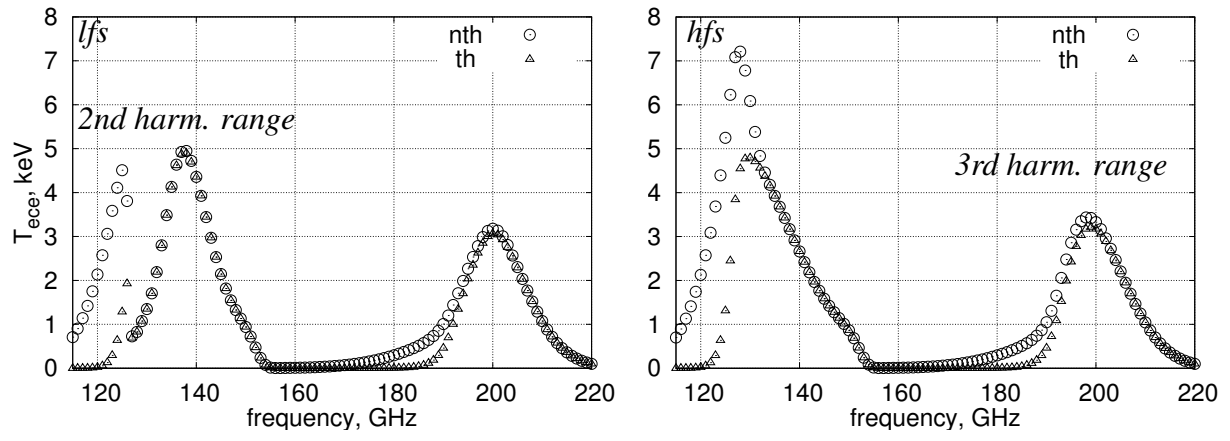 lfs
nth
th
2nd harm. range
T_ece, keV
8
7
6
5
4
3
2
1
0
120 140 160 180 200 220
frequency, GHz
hfs
nth
th
3rd harm. range
8
7
6
5
4
3
2
1
0
120 140 160 180 200 220
frequency, GHz